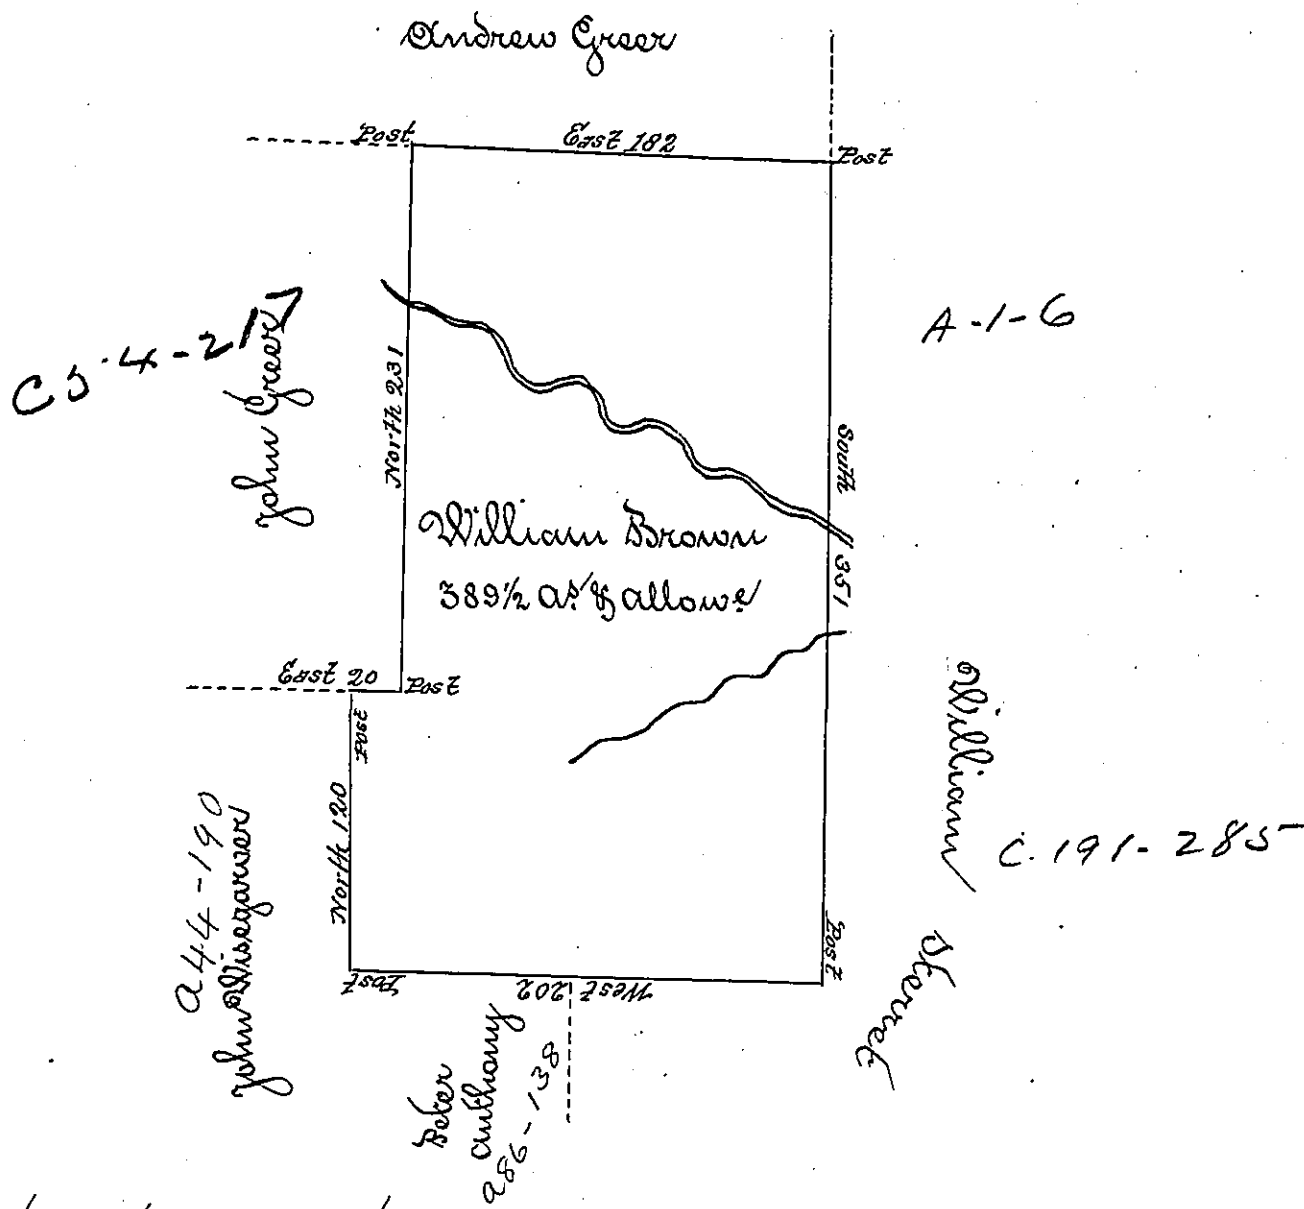 Andrew Greer
Post
East 182
Post
C5·4-217
John Greer
North 231
A-1-6
South 351
William Brown
389½ as. & allowe
East 20
Post
Post
North 120
A44-190
John Wisegarver
William Sterrett
C. 191-285
Post
Post
West 202
Peter
Anthony
A86-138